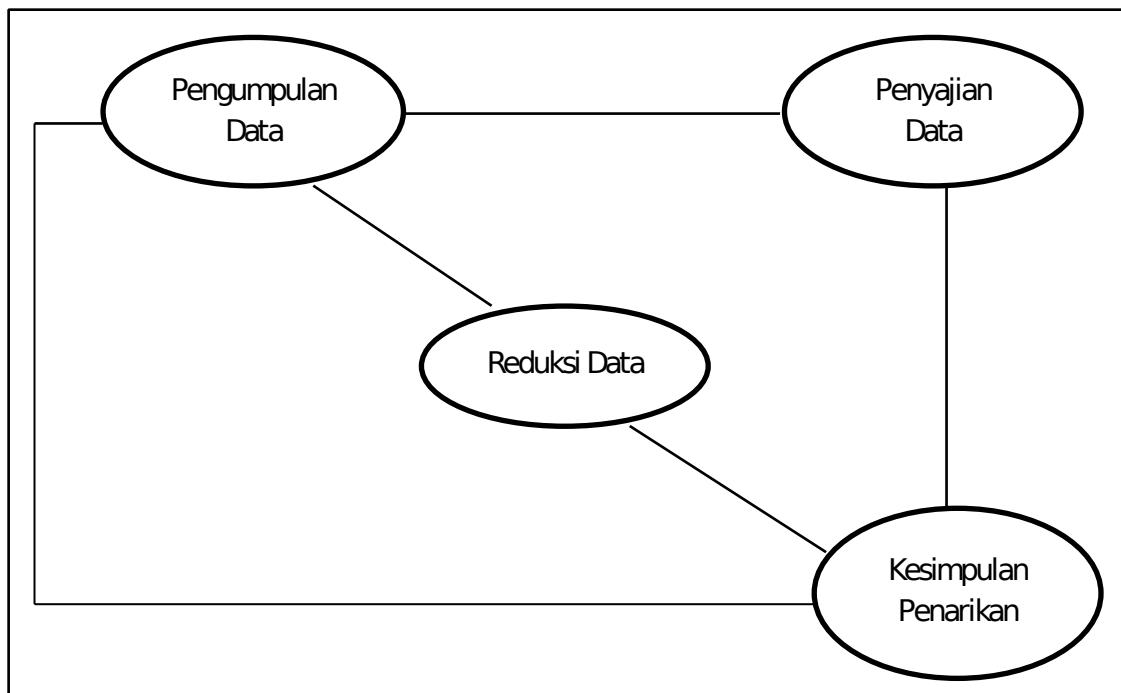 Pengumpulan
Data
Penyajian
Data
Reduksi Data
Kesimpulan
Penarikan